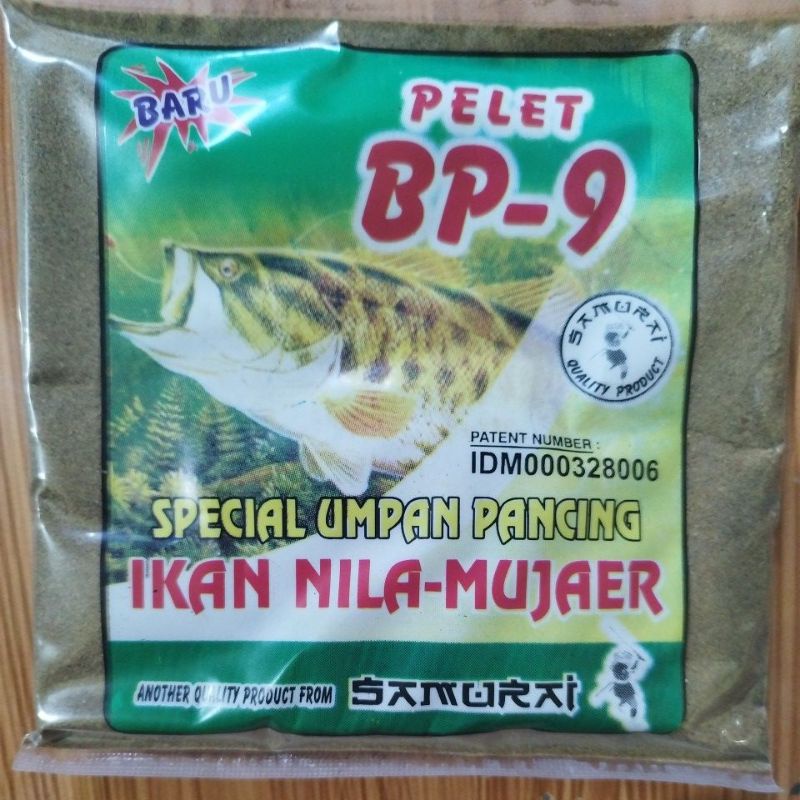 BARU
PELET
BP-9
SAMURAI
QUALITY PRODUCT
PATENT NUMBER :
IDM000328006
SPECIAL UMPAN PANCING
IKAN NILA-MUJAER
ANOTHER QUALITY PRODUCT FROM SAMURAI